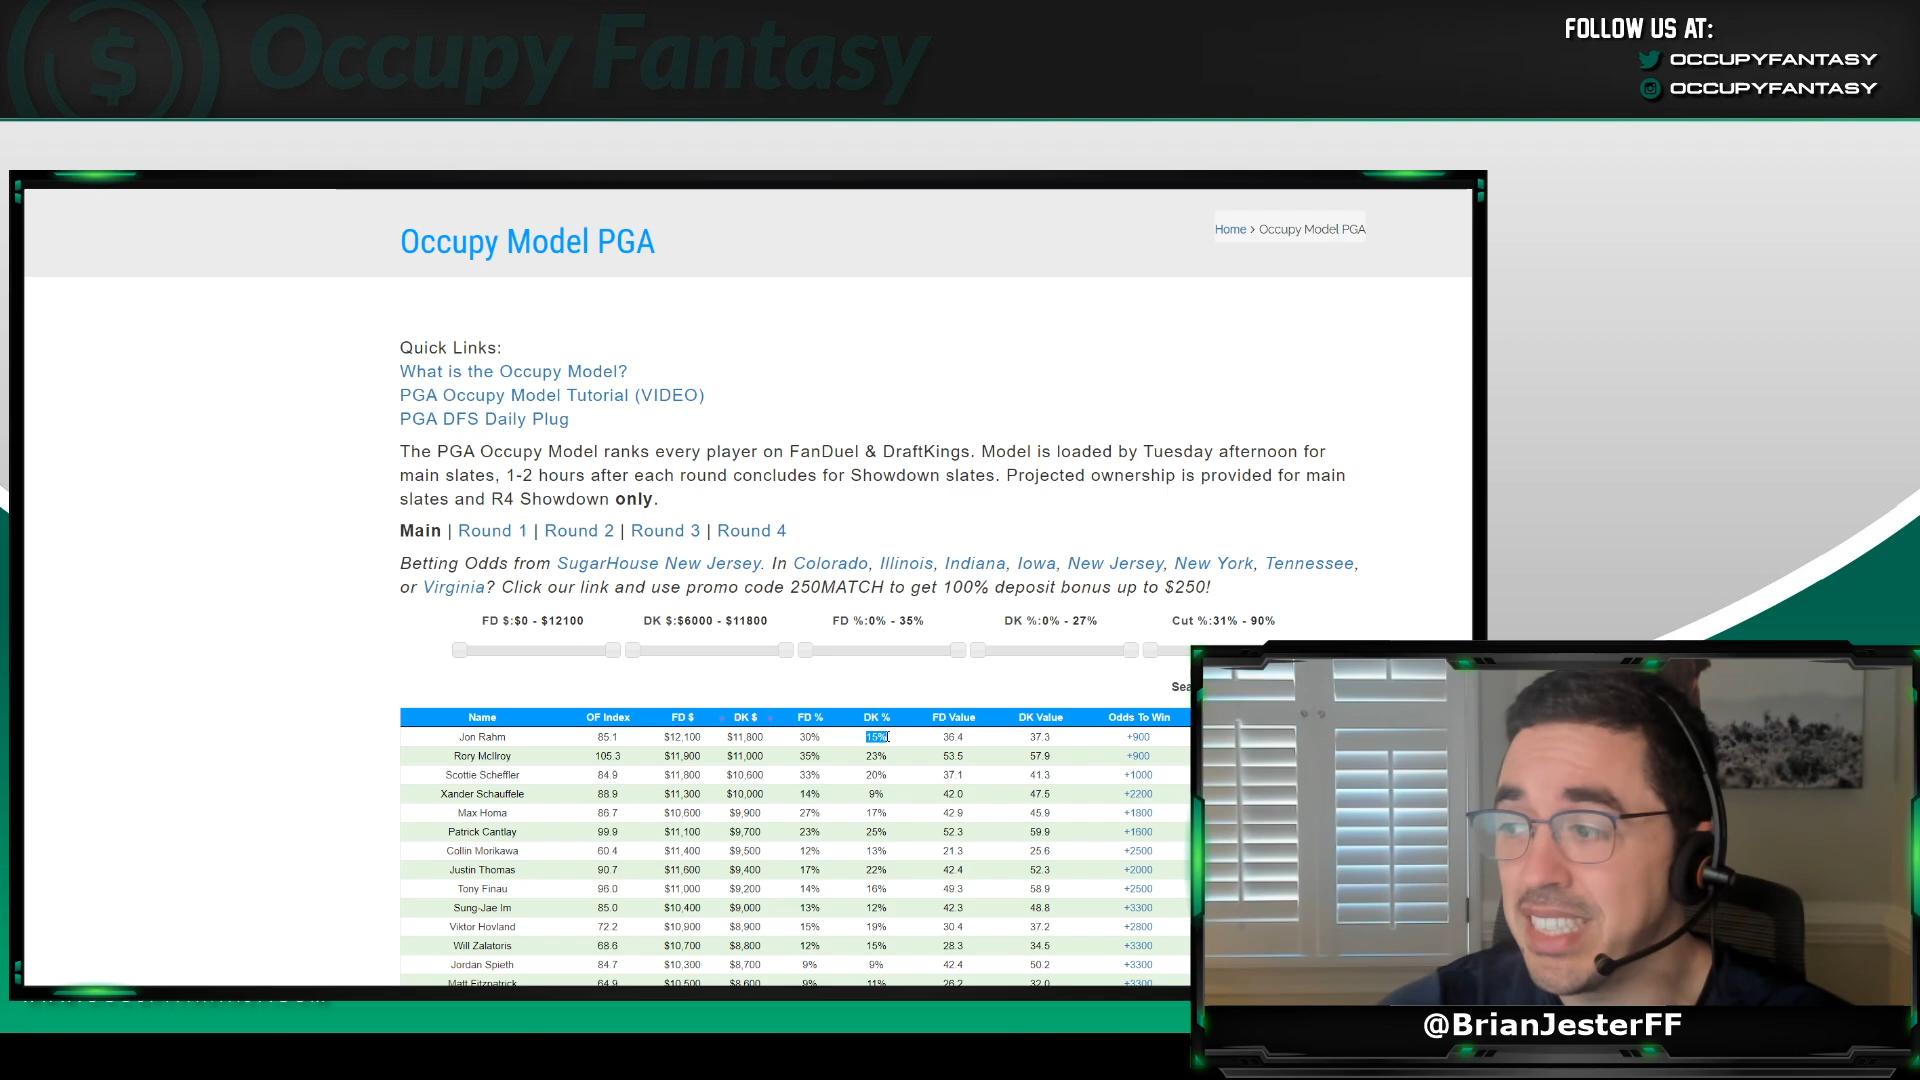 Occupy Fantasy
FOLLOW US AT:
OCCUPYFANTASY
OCCUPYFANTASY
Occupy Model PGA
Home > Occupy Model PGA
Quick Links:
What is the Occupy Model?
PGA Occupy Model Tutorial (VIDEO)
PGA DFS Daily Plug
The PGA Occupy Model ranks every player on FanDuel & DraftKings. Model is loaded by Tuesday afternoon for
main slates, 1-2 hours after each round concludes for Showdown slates. Projected ownership is provided for main
slates and R4 Showdown only.
Main | Round 1 | Round 2 | Round 3 | Round 4
Betting Odds from SugarHouse New Jersey. In Colorado, Illinois, Indiana, Iowa, New Jersey, New York, Tennessee,
or Virginia? Click our link and use promo code 250MATCH to get 100% deposit bonus up to $250!
FD $:$0 - $12100 DK $:$6000 - $11800 FD %:0% - 35% DK %:0% - 27% Cut %:31% - 90%
Name OF Index FD $ DK $ FD % DK % FD Value DK Value Odds To Win
Jon Rahm 85.1 $12,100 $11,800 30% 15% 36.4 37.3 +900
Rory McIlroy 105.3 $11,900 $11,000 35% 23% 53.5 57.9 +900
Scottie Scheffler 84.9 $11,800 $10,600 33% 20% 37.1 41.3 +1000
Xander Schauffele 88.9 $11,300 $10,000 14% 9% 42.0 47.5 +2200
Max Homa 86.7 $10,600 $9,900 27% 17% 42.9 45.9 +1800
Patrick Cantlay 99.9 $11,100 $9,700 23% 25% 52.3 59.9 +1600
Collin Morikawa 60.4 $11,400 $9,500 12% 13% 21.3 25.6 +2500
Justin Thomas 90.7 $11,600 $9,400 17% 22% 42.4 52.3 +2000
Tony Finau 96.0 $11,000 $9,200 14% 16% 49.3 58.9 +2500
Sung-Jae Im 85.0 $10,400 $9,000 13% 12% 42.3 48.8 +3300
Viktor Hovland 72.2 $10,900 $8,900 15% 19% 30.4 37.2 +2800
Will Zalatoris 68.6 $10,700 $8,800 12% 15% 28.3 34.5 +3300
Jordan Spieth 84.7 $10,300 $8,700 9% 9% 42.4 50.2 +3300
Matt Fitzpatrick 64.9 $10,500 $8,600 9% 11% 26.2 32.0 +3300
@BrianJesterFF